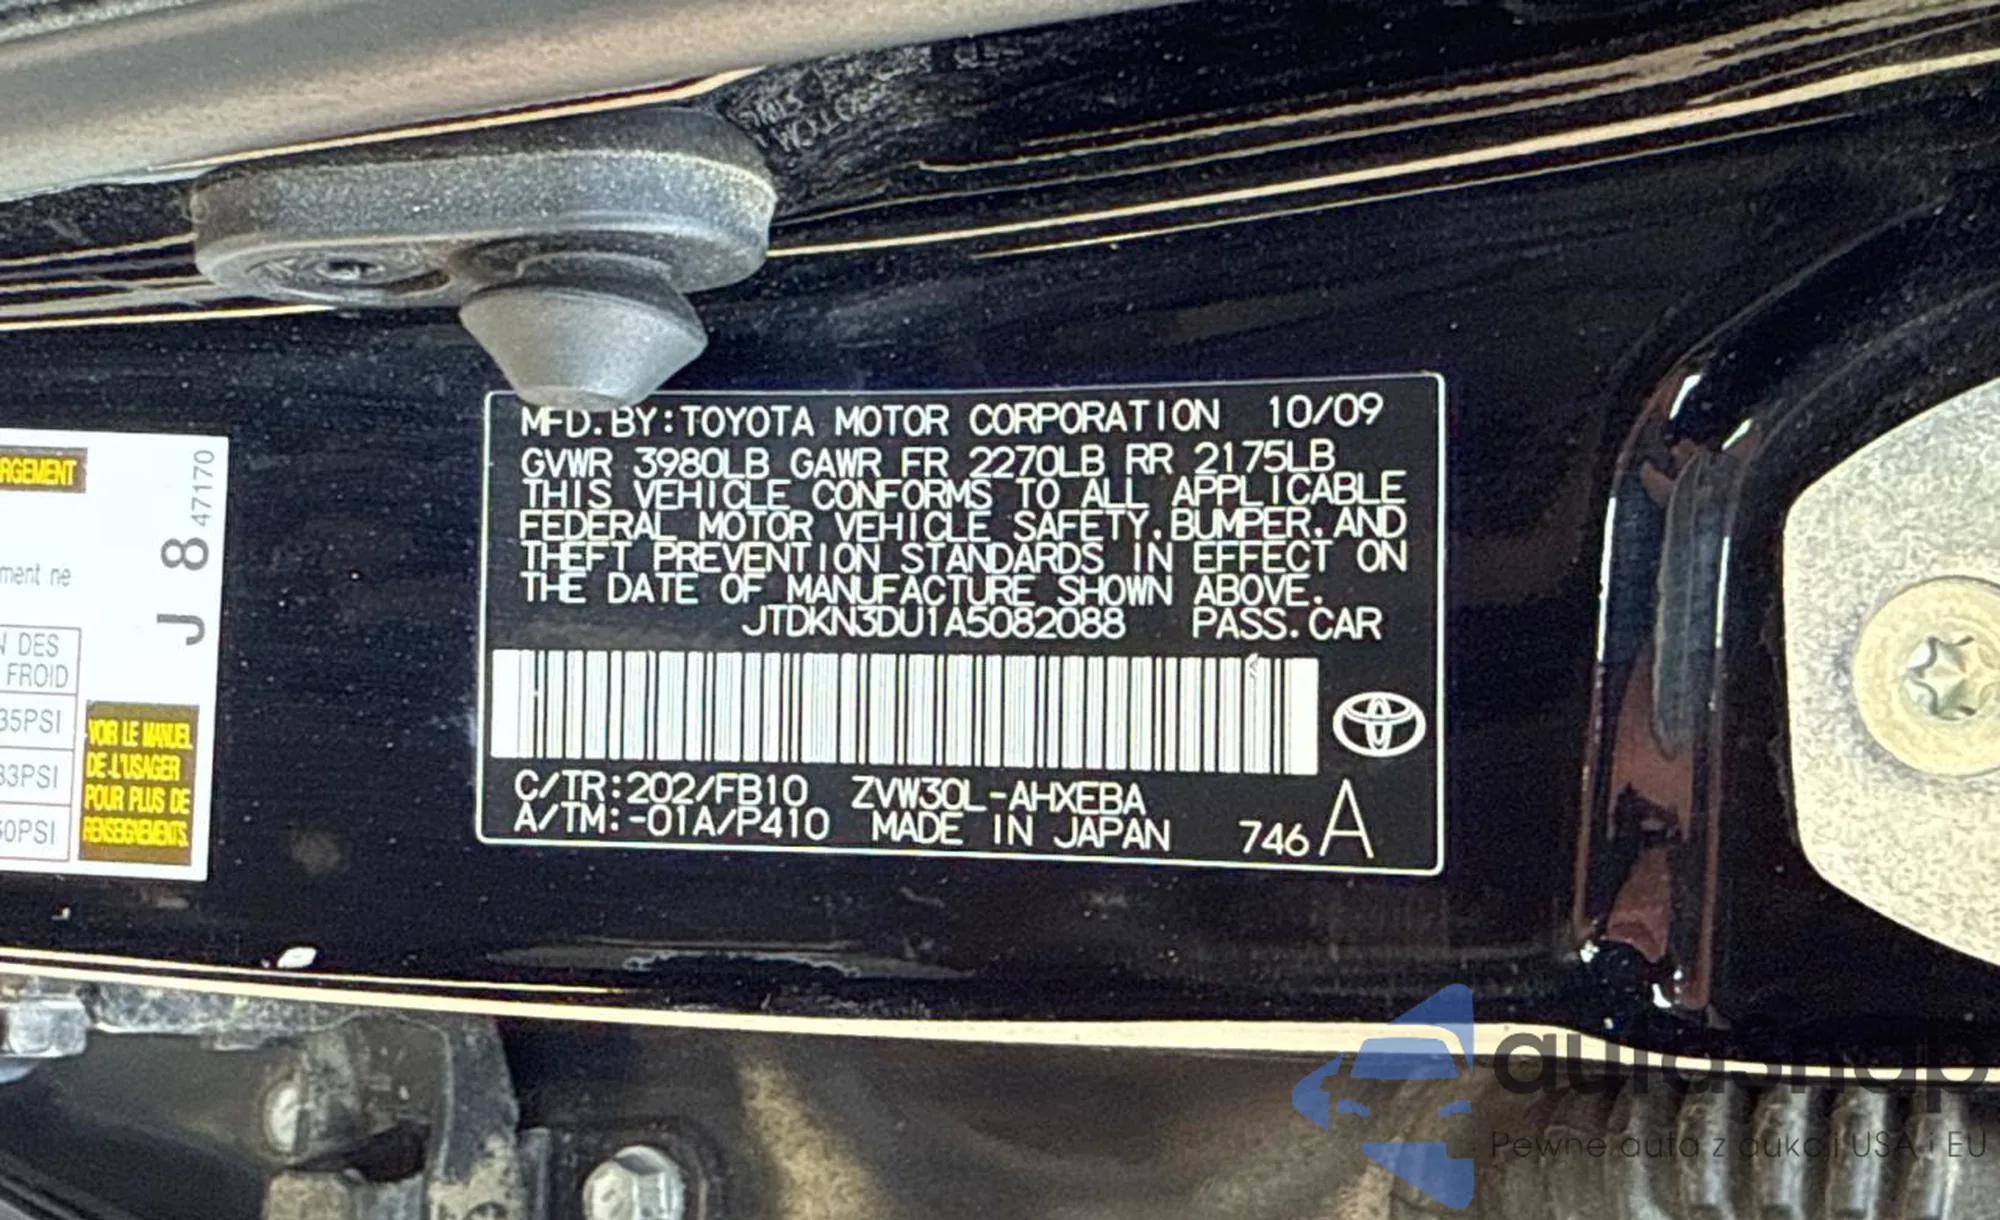 RGEMENT
47170
J 8
ment ne
N DES
FROID
35PSI
33PSI
60PSI
VOIR LE MANUEL
DE L'USAGER
POUR PLUS DE
RENSEIGNEMENTS.
MFD. BY: TOYOTA MOTOR CORPORATION 10/09
GVWR 3980LB GAWR FR 2270LB RR 2175LB
THIS VEHICLE CONFORMS TO ALL APPLICABLE
FEDERAL MOTOR VEHICLE SAFETY, BUMPER, AND
THEFT PREVENTION STANDARDS IN EFFECT ON
THE DATE OF MANUFACTURE SHOWN ABOVE.
JTDKN3DU1A5082088 PASS. CAR
C/TR: 202/FB10 ZVW30L-AHXEBA
A/TM: -01A/P410 MADE IN JAPAN 746 A
Pewne auta z aukcji USA i EU